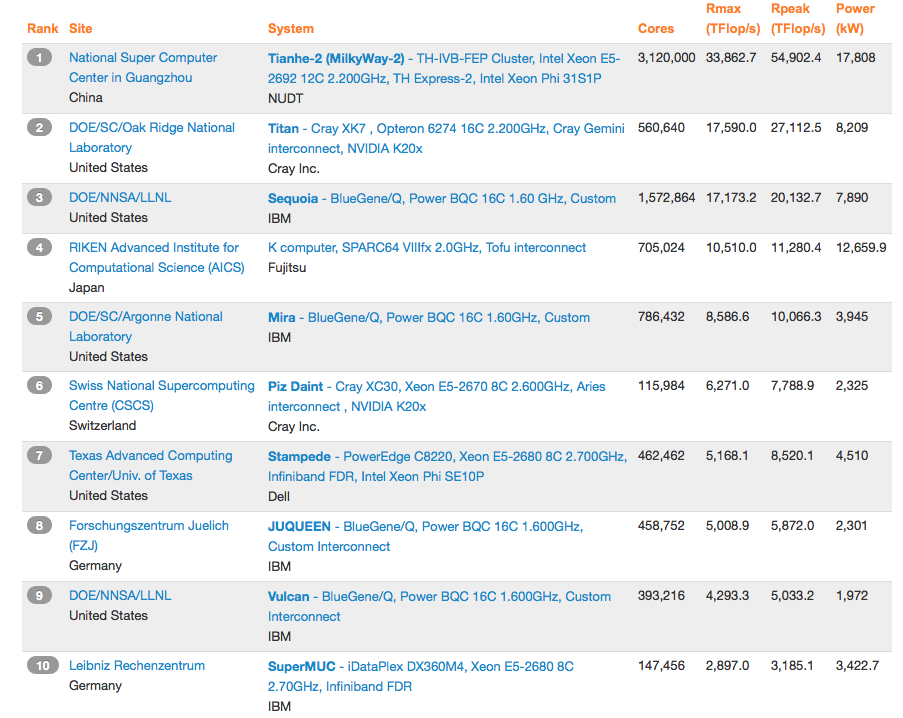 Rank Site System Cores Rmax (TFlop/s) Rpeak (TFlop/s) Power (kW)
1 National Super Computer Tianhe-2 (MilkyWay-2) - TH-IVB-FEP Cluster, Intel Xeon E5- 3,120,000 33,862.7 54,902.4 17,808
Center in Guangzhou 2692 12C 2.200GHz, TH Express-2, Intel Xeon Phi 31S1P
China NUDT
2 DOE/SC/Oak Ridge National Titan - Cray XK7 , Opteron 6274 16C 2.200GHz, Cray Gemini 560,640 17,590.0 27,112.5 8,209
Laboratory interconnect, NVIDIA K20x
United States Cray Inc.
3 DOE/NNSA/LLNL Sequoia - BlueGene/Q, Power BQC 16C 1.60 GHz, Custom 1,572,864 17,173.2 20,132.7 7,890
United States IBM
4 RIKEN Advanced Institute for K computer, SPARC64 VIIIfx 2.0GHz, Tofu interconnect 705,024 10,510.0 11,280.4 12,659.9
Computational Science (AICS) Fujitsu
Japan
5 DOE/SC/Argonne National Mira - BlueGene/Q, Power BQC 16C 1.60GHz, Custom 786,432 8,586.6 10,066.3 3,945
Laboratory IBM
United States
6 Swiss National Supercomputing Piz Daint - Cray XC30, Xeon E5-2670 8C 2.600GHz, Aries 115,984 6,271.0 7,788.9 2,325
Centre (CSCS) interconnect , NVIDIA K20x
Switzerland Cray Inc.
7 Texas Advanced Computing Stampede - PowerEdge C8220, Xeon E5-2680 8C 2.700GHz, 462,462 5,168.1 8,520.1 4,510
Center/Univ. of Texas Infiniband FDR, Intel Xeon Phi SE10P
United States Dell
8 Forschungszentrum Juelich JUQUEEN - BlueGene/Q, Power BQC 16C 1.600GHz, 458,752 5,008.9 5,872.0 2,301
(FZJ) Custom Interconnect
Germany IBM
9 DOE/NNSA/LLNL Vulcan - BlueGene/Q, Power BQC 16C 1.600GHz, Custom 393,216 4,293.3 5,033.2 1,972
United States Interconnect
IBM
10 Leibniz Rechenzentrum SuperMUC - iDataPlex DX360M4, Xeon E5-2680 8C 147,456 2,897.0 3,185.1 3,422.7
Germany 2.70GHz, Infiniband FDR
IBM